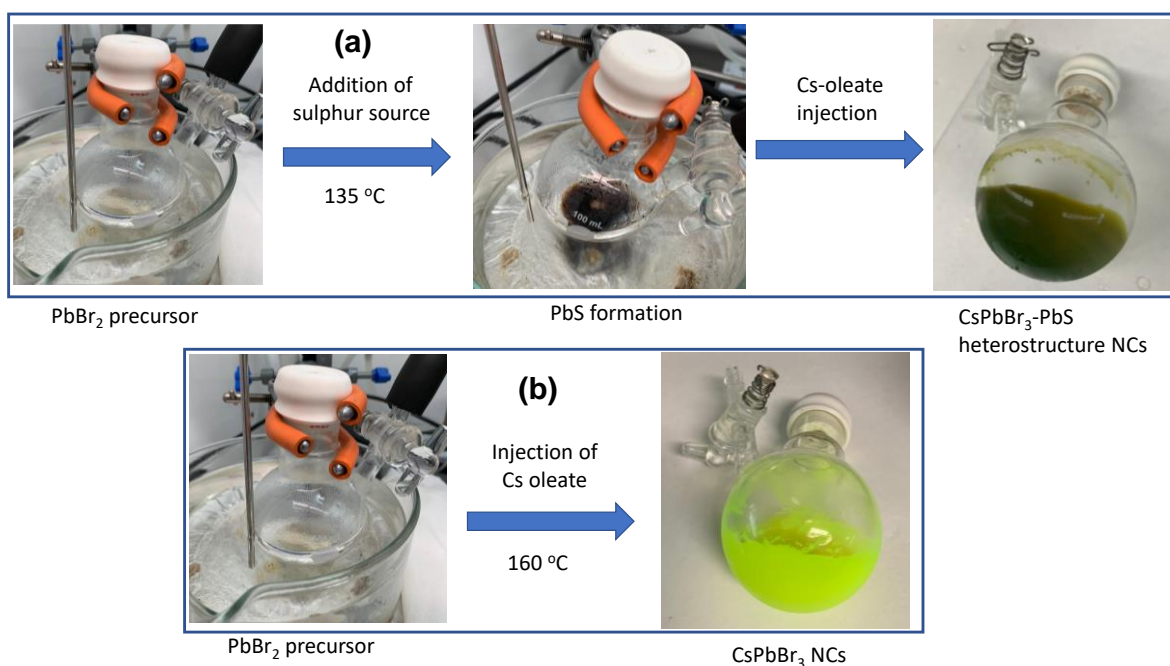 (a)
Addition of
sulphur source
135 °C
Cs-oleate
injection
100 mL
PbBr₂ precursor
PbS formation
CsPbBr₃-PbS
heterostructure NCs
(b)
Injection of
Cs oleate
160 °C
PbBr₂ precursor
CsPbBr₃ NCs